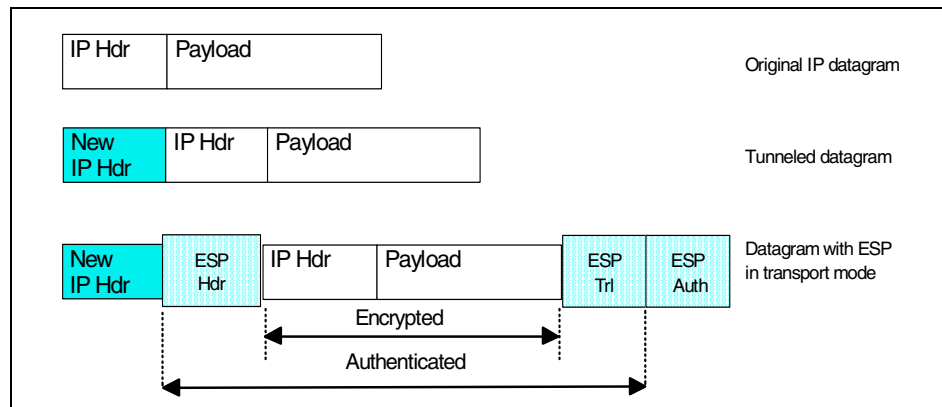 IP Hdr
Payload
Original IP datagram
New
IP Hdr
IP Hdr
Payload
Tunneled datagram
New
IP Hdr
ESP
Hdr
IP Hdr
Payload
ESP
Trl
ESP
Auth
Datagram with ESP
in transport mode
Encrypted
Authenticated